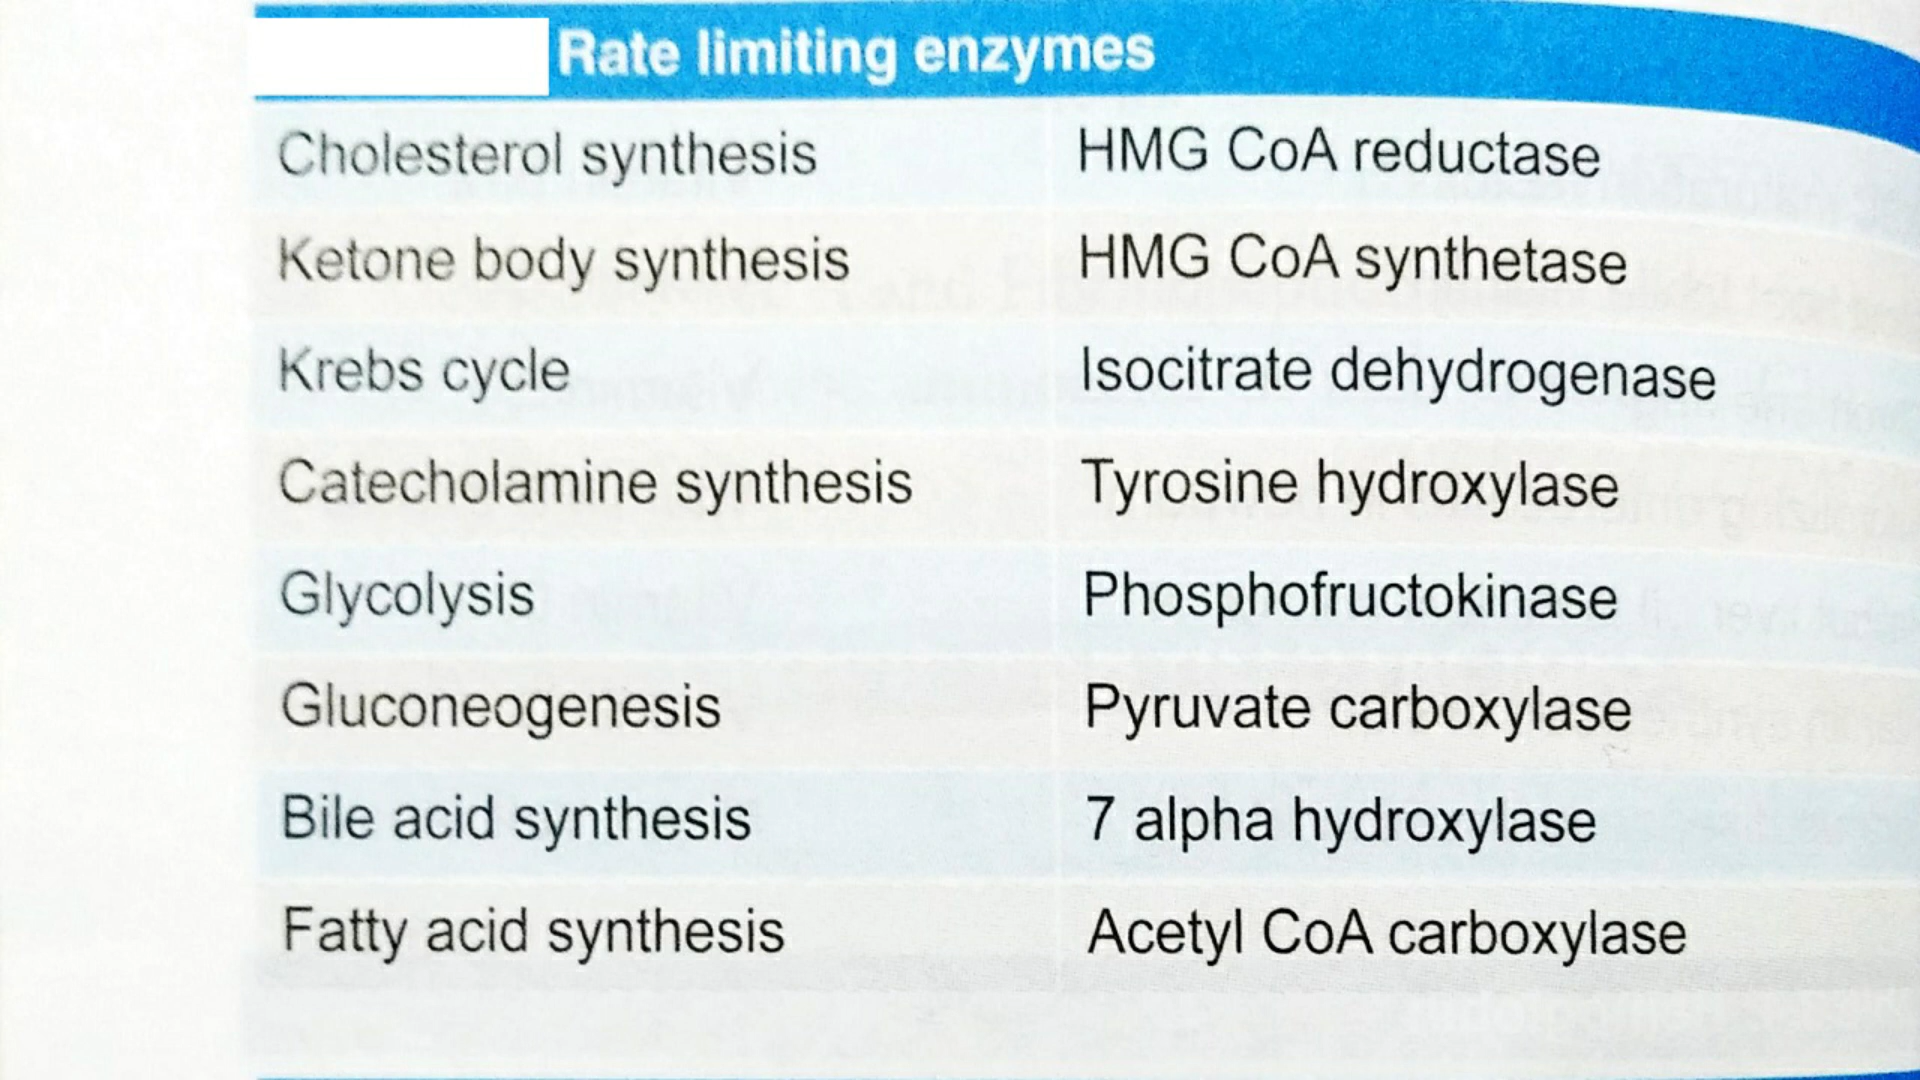 Rate limiting enzymes
Cholesterol synthesis HMG CoA reductase
Ketone body synthesis HMG CoA synthetase
Krebs cycle Isocitrate dehydrogenase
Catecholamine synthesis Tyrosine hydroxylase
Glycolysis Phosphofructokinase
Gluconeogenesis Pyruvate carboxylase
Bile acid synthesis 7 alpha hydroxylase
Fatty acid synthesis Acetyl CoA carboxylase